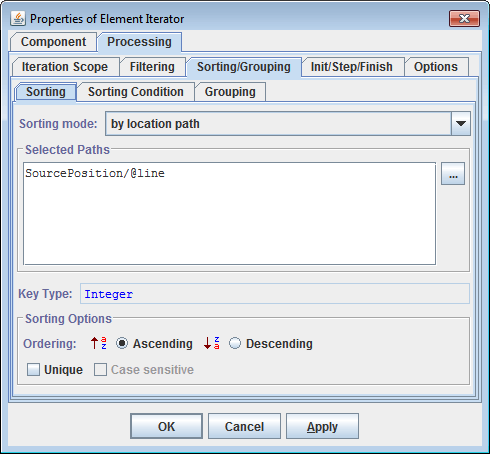 Properties of Element Iterator
Component Processing
Iteration Scope Filtering Sorting/Grouping Init/Step/Finish Options
Sorting Sorting Condition Grouping
Sorting mode: by location path
Selected Paths
SourcePosition/@line
...
Key Type: Integer
Sorting Options
Ordering: a z Ascending z a Descending
Unique Case sensitive
OK Cancel Apply